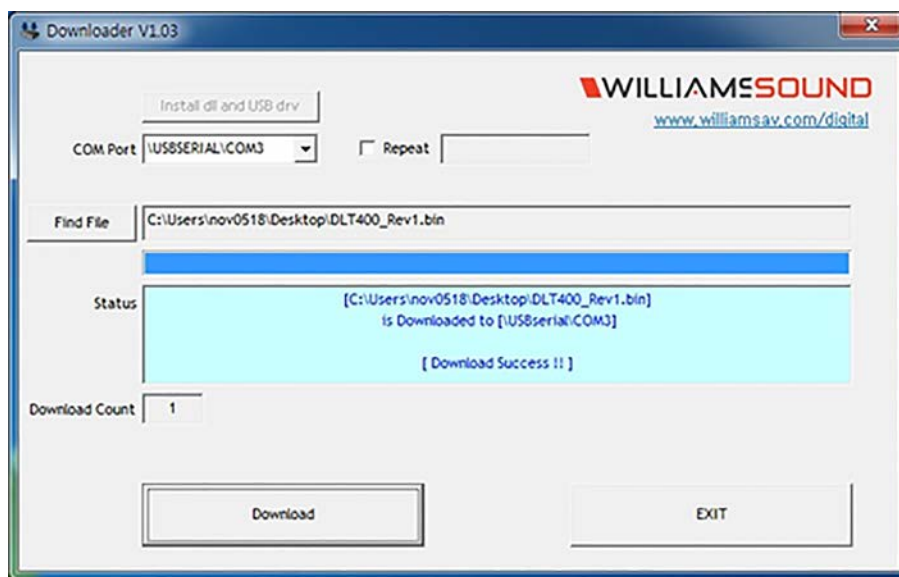 Downloader V1.03
WILLIAMSSOUND
Install dll and USB drv
www.williamsav.com/digital
COM Port \USBSERIAL\COM3 Repeat
Find File C:\Users\nov0518\Desktop\DLT400_Rev1.bin
Status [C:\Users\nov0518\Desktop\DLT400_Rev1.bin]
is Downloaded to [\USBserial\COM3]
[ Download Success !! ]
Download Count 1
Download EXIT